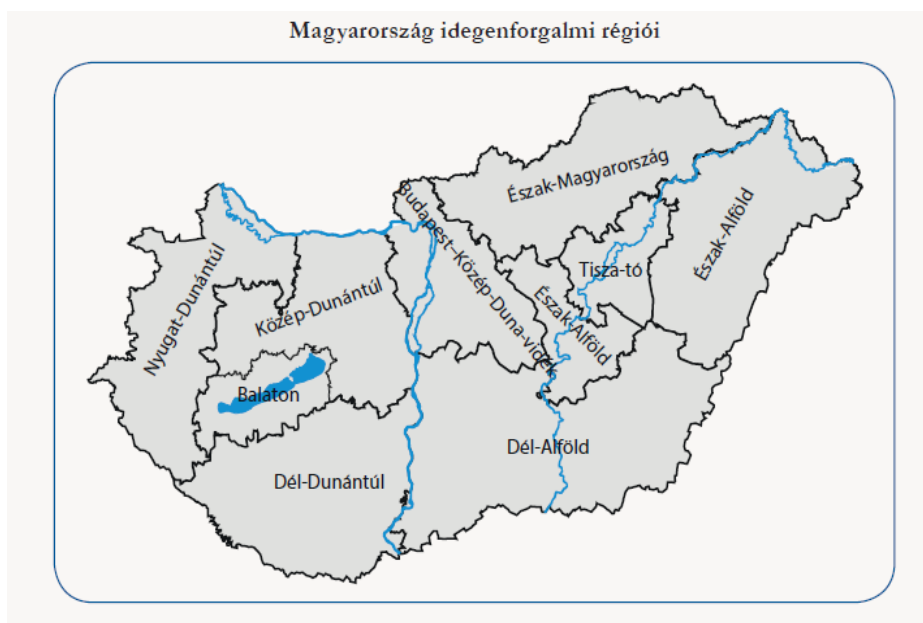 Magyarország idegenforgalmi régiói
Észak-Magyarország
Budapest–Közép-Duna-vidék
Észak-Alföld
Tisza-tó
Nyugat-Dunántúl
Közép-Dunántúl
Észak-Alföld
Balaton
Dél-Alföld
Dél-Dunántúl